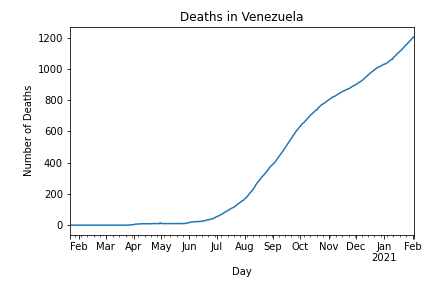 Deaths in Venezuela
Number of Deaths
1200
1000
800
600
400
200
0
Feb Mar Apr May Jun Jul Aug Sep Oct Nov Dec Jan Feb
2021
Day